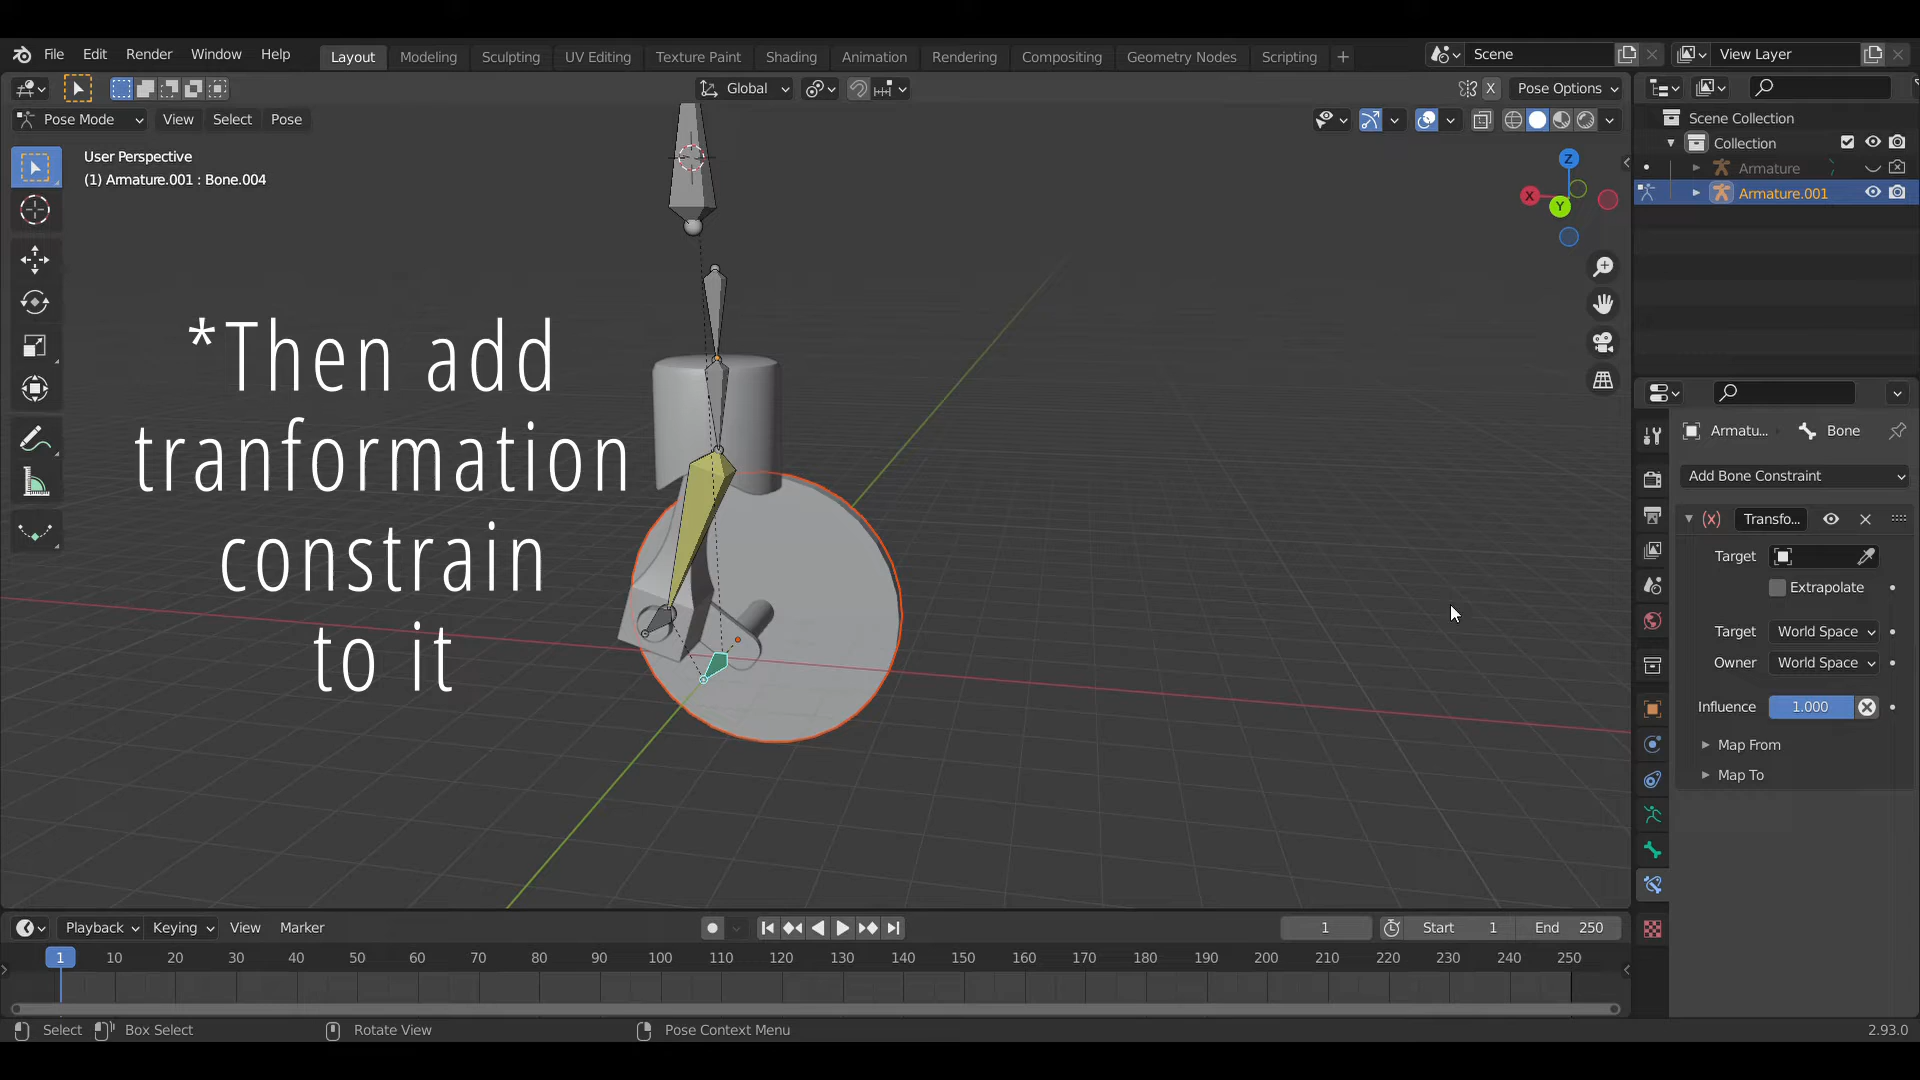 File Edit Render Window Help Layout Modeling Sculpting UV Editing Texture Paint Shading Animation Rendering Compositing Geometry Nodes Scripting + Scene View Layer
Global X Pose Options
Pose Mode View Select Pose
User Perspective
(1) Armature.001 : Bone.004
*Then add
tranformation
constrain
to it
Z
X
Y
Scene Collection
Collection
Armature
Armature.001
Armatu... Bone
Add Bone Constraint
Transfo...
Target
Extrapolate
Target World Space
Owner World Space
Influence 1.000
Map From
Map To
Playback Keying View Marker 1 Start 1 End 250
1 10 20 30 40 50 60 70 80 90 100 110 120 130 140 150 160 170 180 190 200 210 220 230 240 250
Select Box Select Rotate View Pose Context Menu 2.93.0